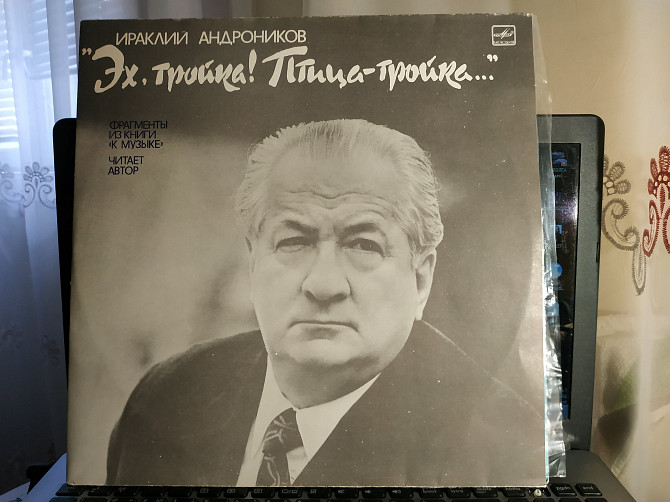 ИРАКЛИЙ АНДРОНИКОВ
"Эх, тройка! Птица-тройка..."
ФРАГМЕНТЫ
ИЗ КНИГИ
«К МУЗЫКЕ»
ЧИТАЕТ
АВТОР